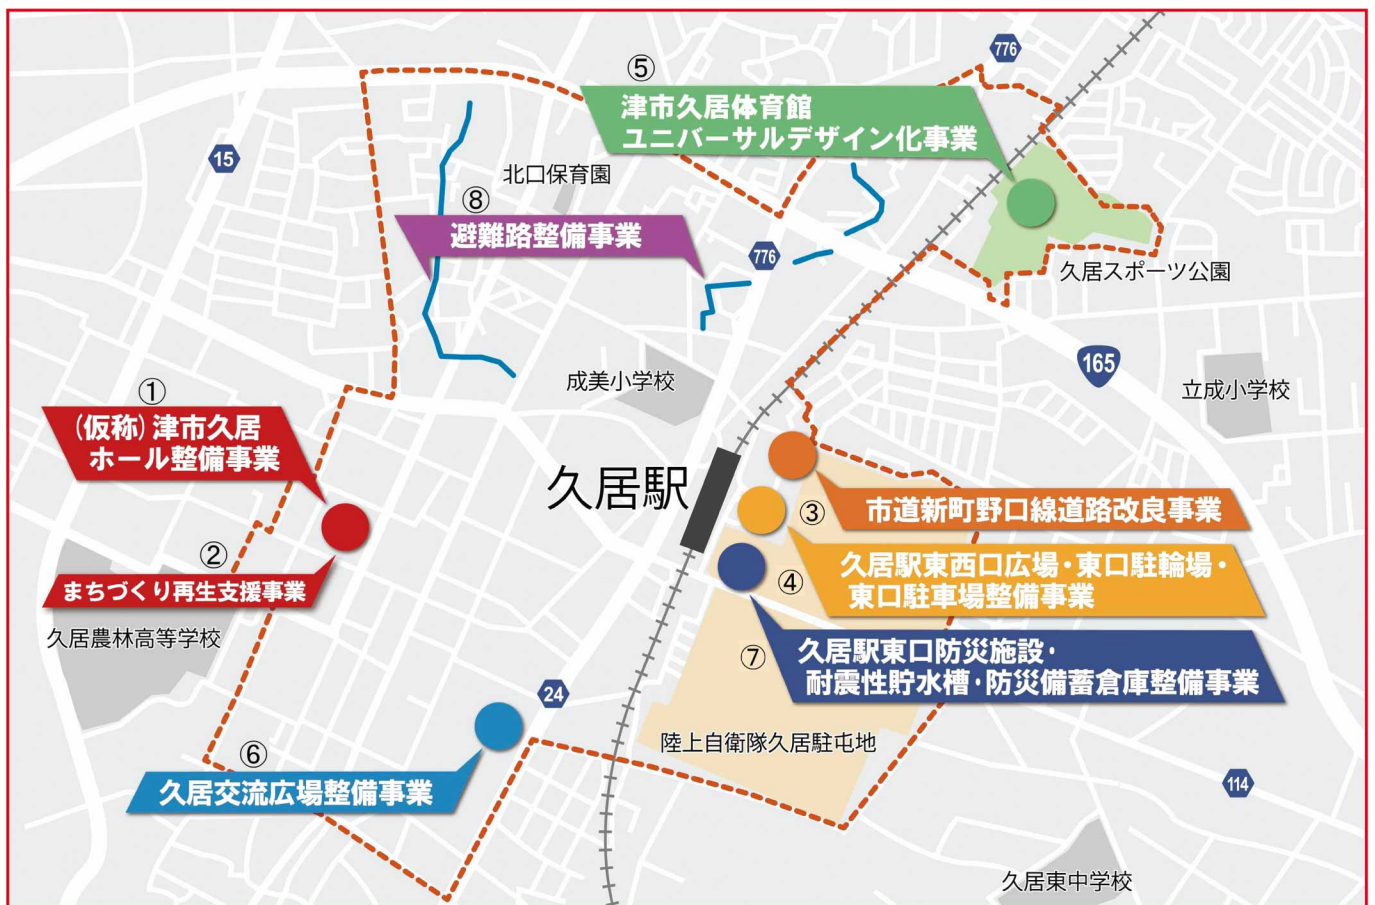 776
⑤
津市久居体育館
ユニバーサルデザイン化事業
15
北口保育園
⑧
避難路整備事業
776
久居スポーツ公園
165
成美小学校
立成小学校
①
(仮称)津市久居
ホール整備事業
久居駅
③
市道新町野口線道路改良事業
②
まちづくり再生支援事業
④
久居駅東西口広場・東口駐輪場・
東口駐車場整備事業
久居農林高等学校
⑦
久居駅東口防災施設・
耐震性貯水槽・防災備蓄倉庫整備事業
24
陸上自衛隊久居駐屯地
⑥
久居交流広場整備事業
114
久居東中学校